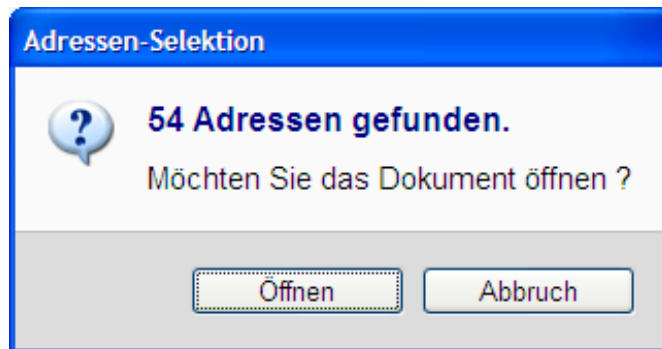 Adressen-Selektion
54 Adressen gefunden.
Möchten Sie das Dokument öffnen ?
Öffnen
Abbruch